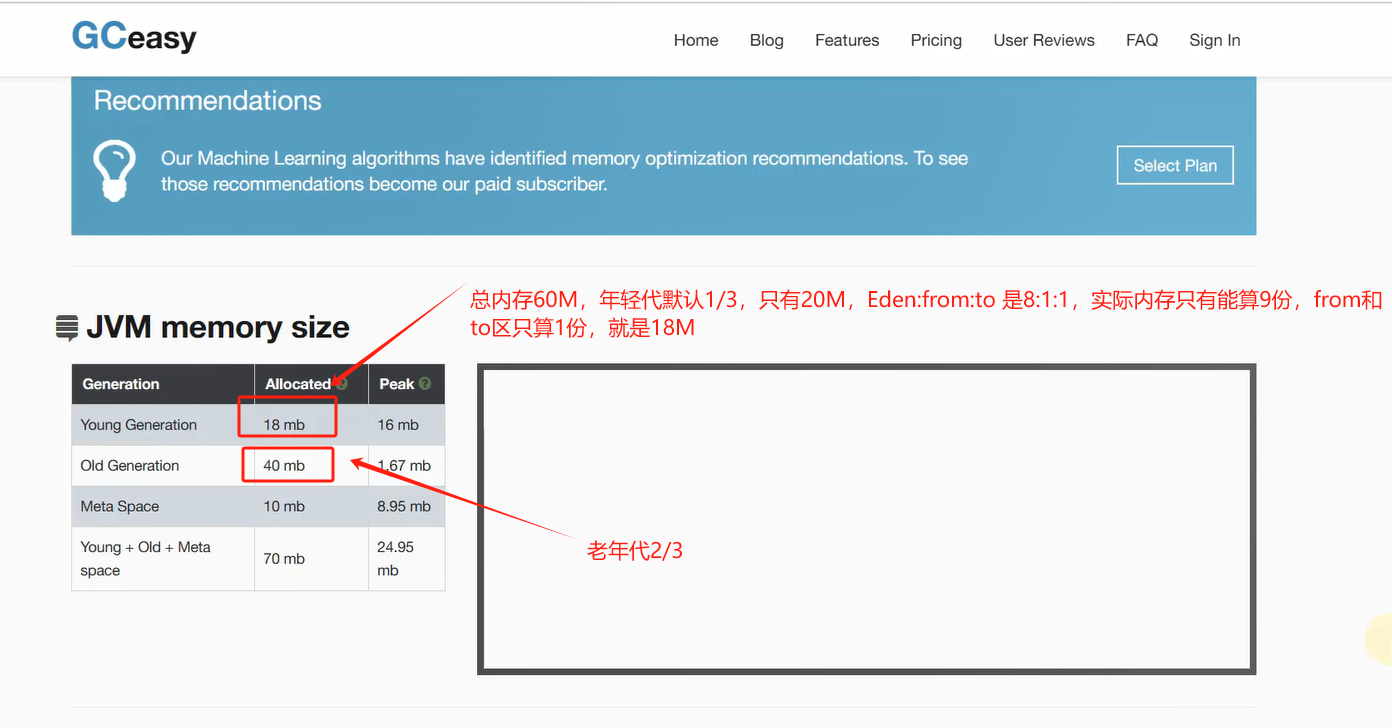 GCeasy
Home Blog Features Pricing User Reviews FAQ Sign In
Recommendations
Our Machine Learning algorithms have identified memory optimization recommendations. To see
those recommendations become our paid subscriber.
Select Plan
总内存60M，年轻代默认1/3，只有20M，Eden:from:to 是8:1:1，实际内存只有能算9份，from和
to区只算1份，就是18M
JVM memory size
Generation Allocated ? Peak ?
Young Generation 18 mb 16 mb
Old Generation 40 mb 1.67 mb
Meta Space 10 mb 8.95 mb
Young + Old + Meta
space
70 mb
24.95
mb
老年代2/3